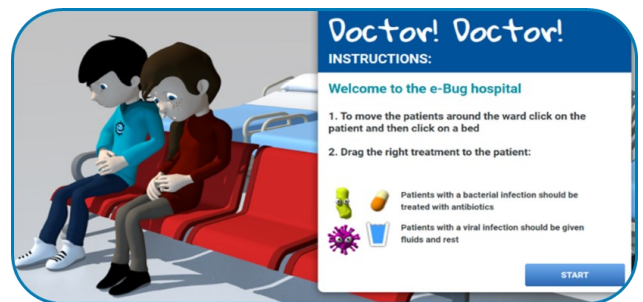 Doctor! Doctor!
INSTRUCTIONS:
Welcome to the e-Bug hospital
1. To move the patients around the ward click on the
patient and then click on a bed
2. Drag the right treatment to the patient:
Patients with a bacterial infection should be
treated with antibiotics
Patients with a viral infection should be given
fluids and rest
START